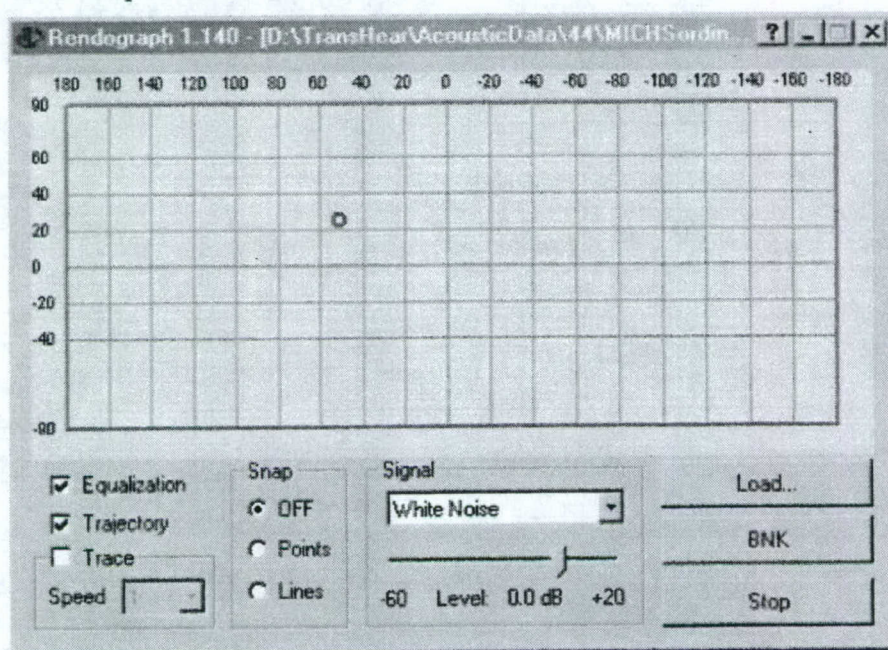 Rendograph 1.140 - [D:\TransHear\AcousticData\44\MICHSordin...
180 160 140 120 100 80 60 40 20 0 -20 -40 -60 -80 -100 -120 -140 -160 -180
90
60
40
20
0
-20
-40
-90
Equalization
Trajectory
Trace
Speed 1
Snap
OFF
Points
Lines
Signal
White Noise
-60 Level: 0.0 dB +20
Load...
BNK
Stop